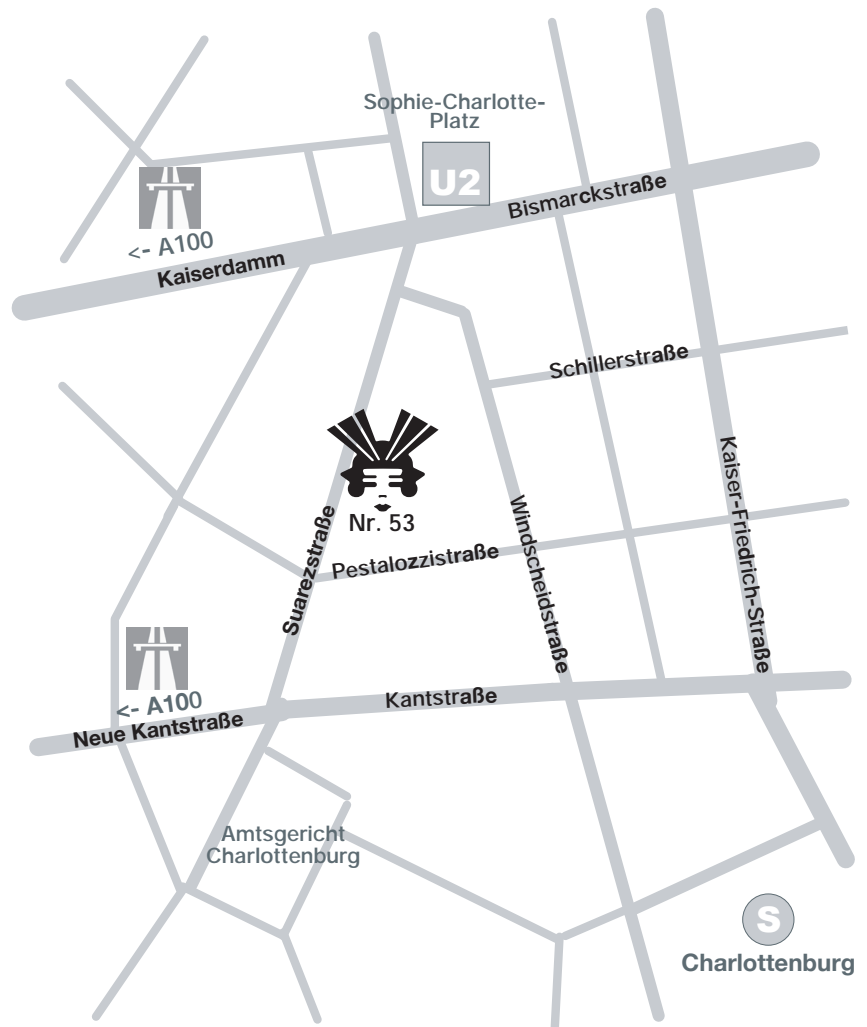 Sophie-Charlotte-
Platz
U2
Bismarckstraße
<- A100
Kaiserdamm
Schillerstraße
Kaiser-Friedrich-Straße
Nr. 53
Windscheidstraße
Suarezstraße
Pestalozzistraße
<- A100
Kantstraße
Neue Kantstraße
Amtsgericht
Charlottenburg
S
Charlottenburg